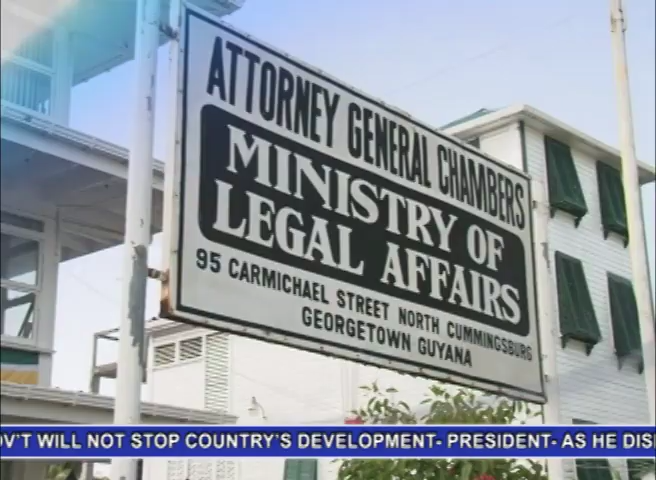 ATTORNEY GENERAL CHAMBERS
MINISTRY OF
LEGAL AFFAIRS
95 CARMICHAEL STREET NORTH CUMMINGSBURG
GEORGETOWN GUYANA
OV'T WILL NOT STOP COUNTRY'S DEVELOPMENT- PRESIDENT- AS HE DIS